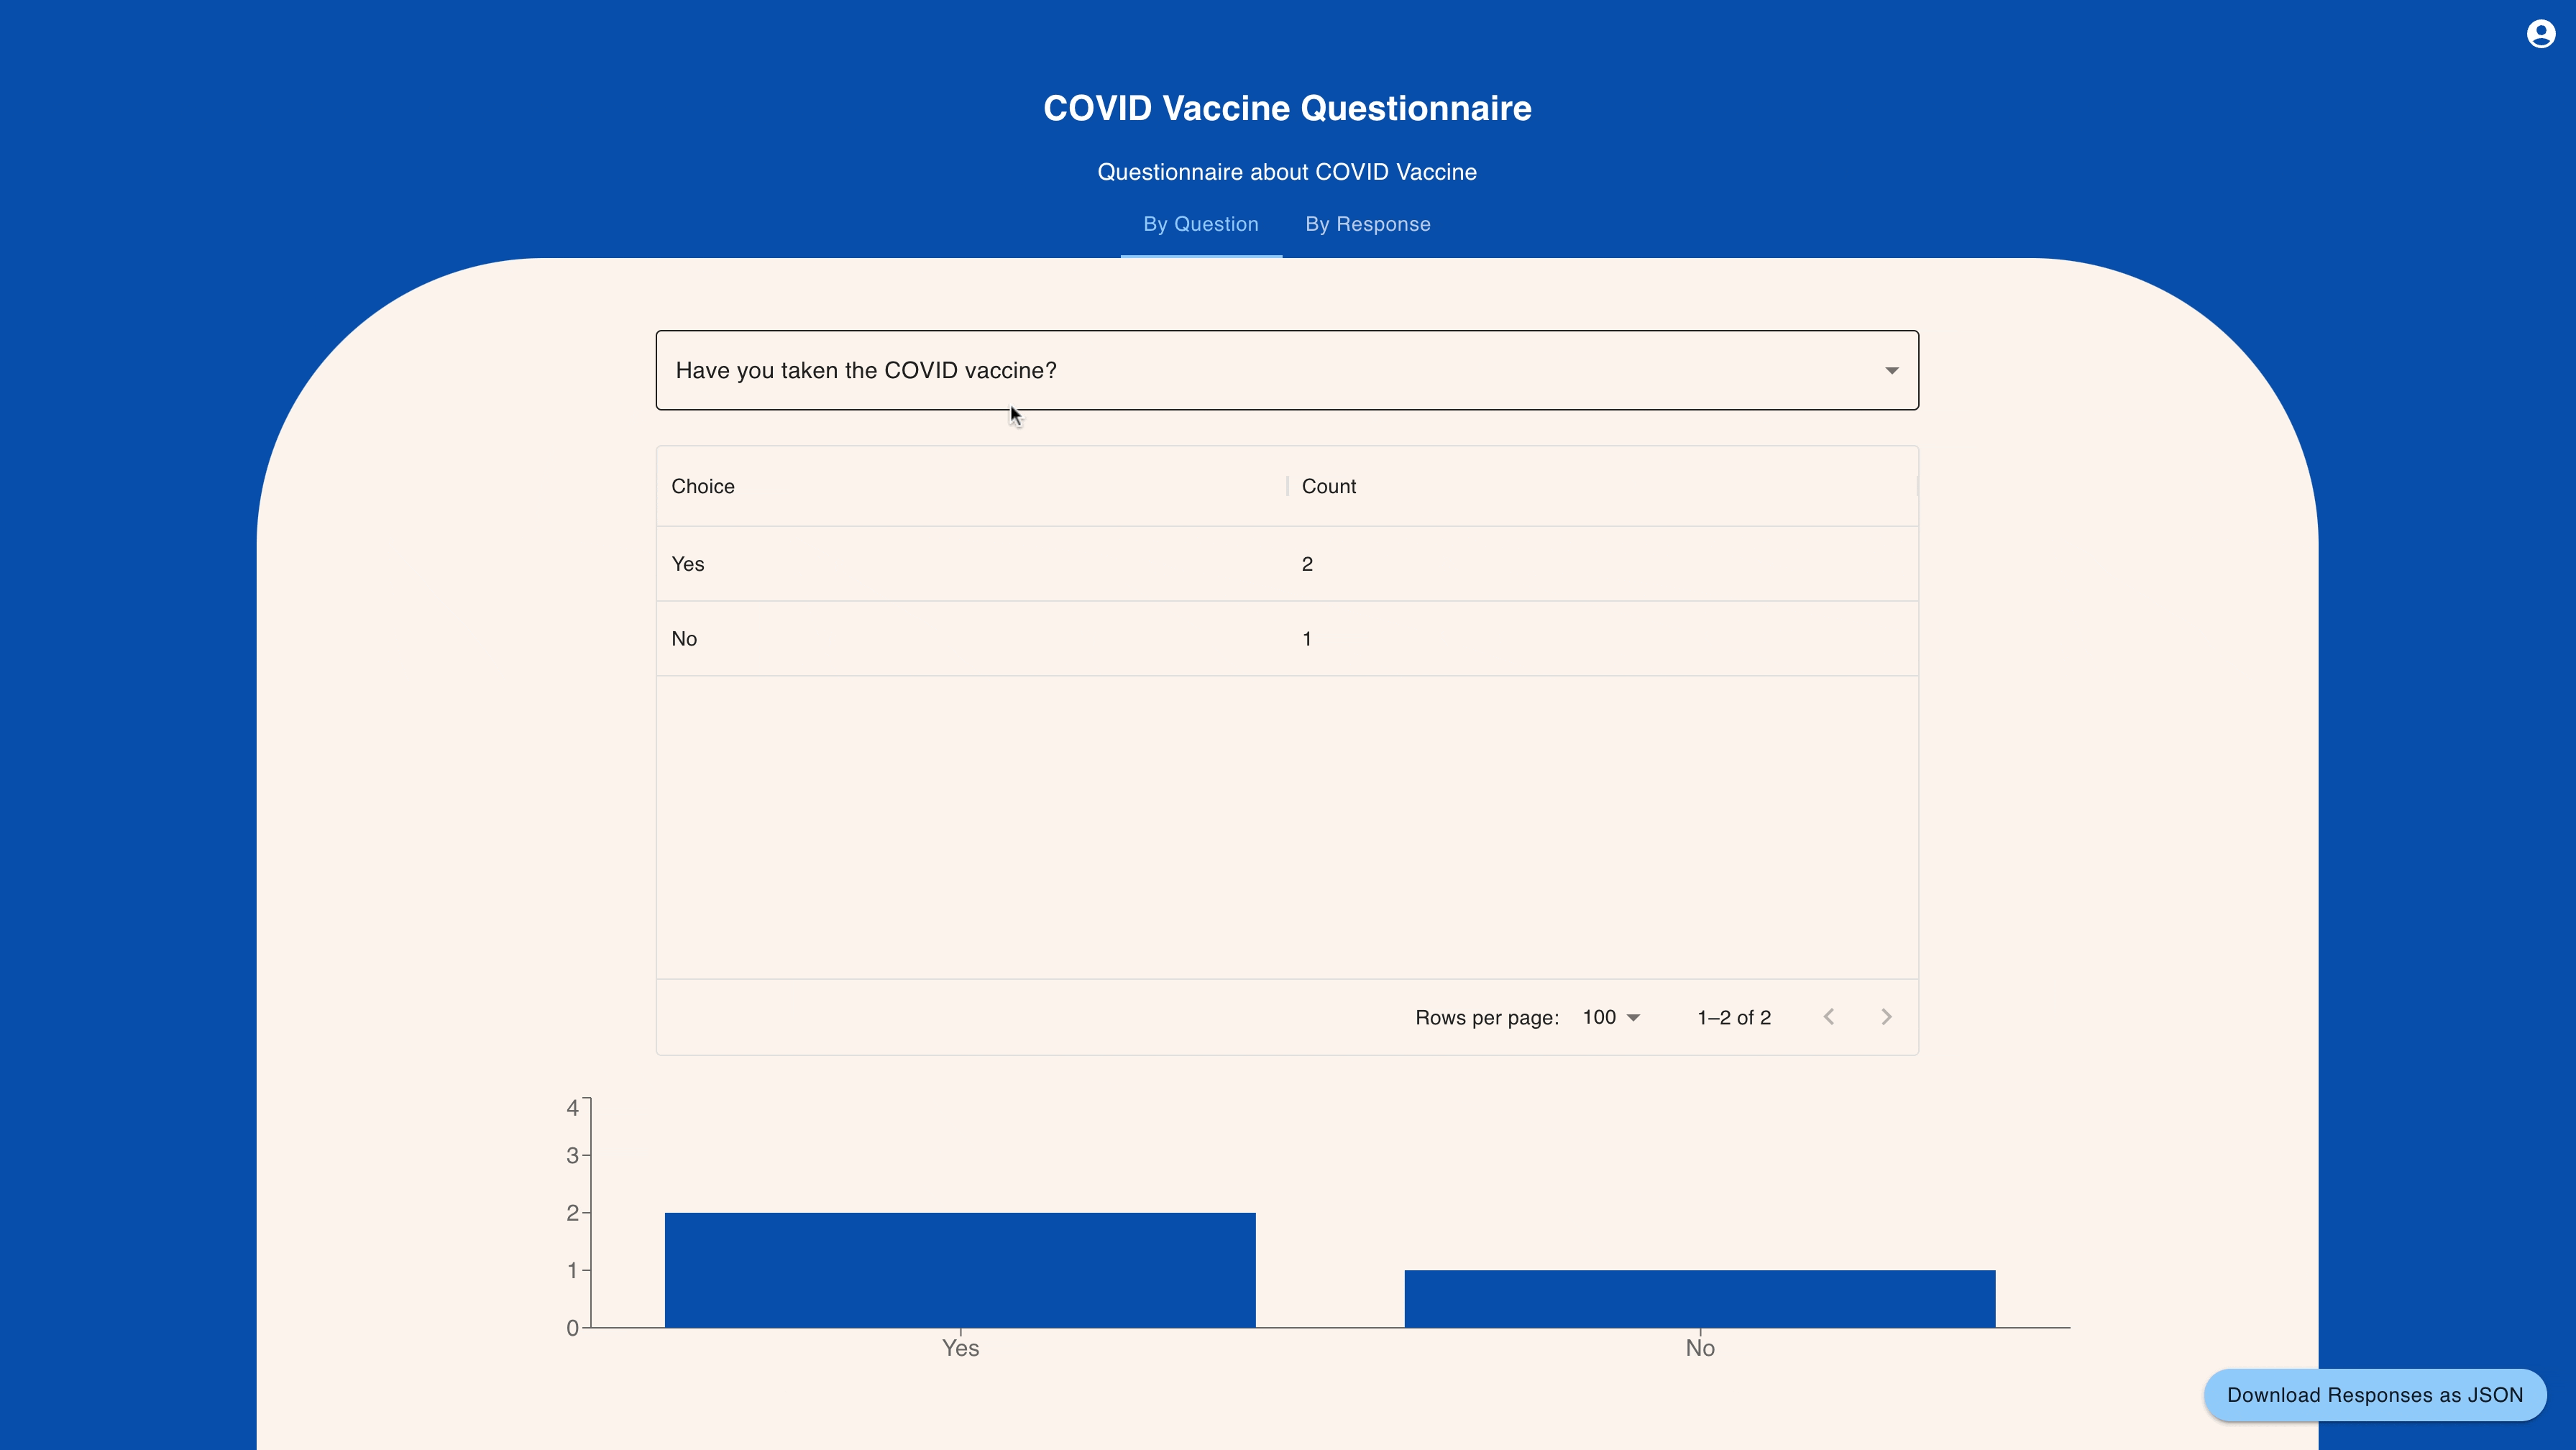 COVID Vaccine Questionnaire
Questionnaire about COVID Vaccine
By Question By Response
Have you taken the COVID vaccine?
Choice Count
Yes 2
No 1
Rows per page: 100 1–2 of 2
4
3
2
1
0
Yes No
Download Responses as JSON